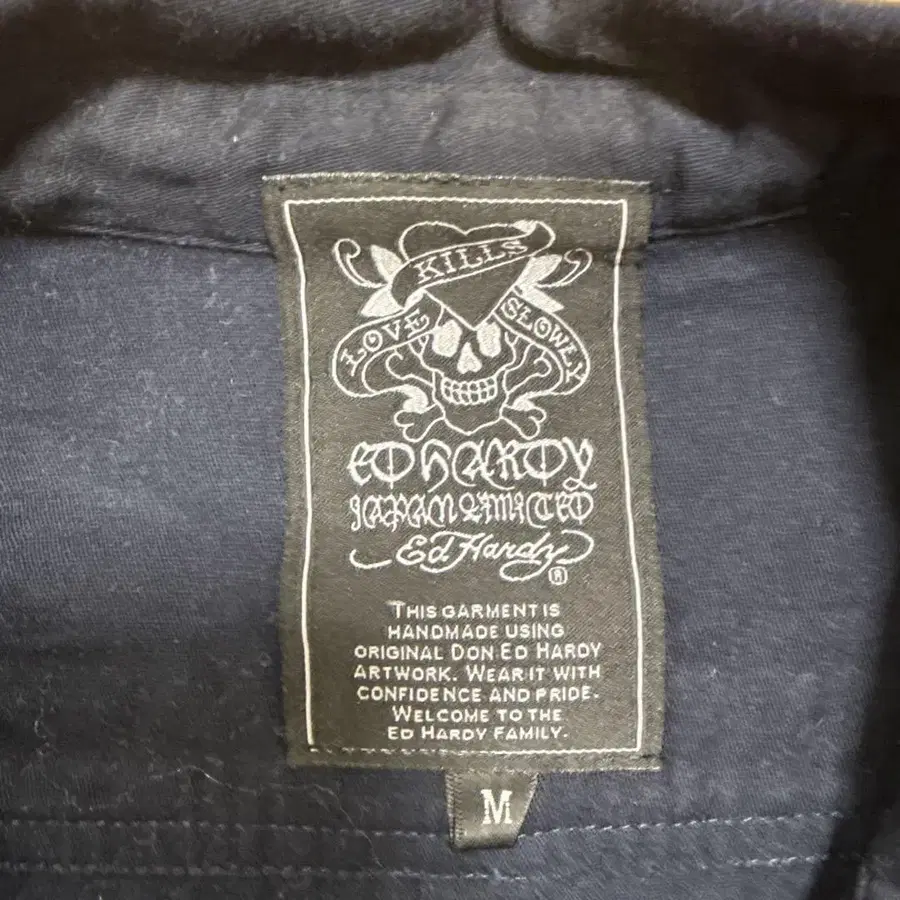 KILLS
LOVE
SLOWLY
ED HARDY
JAPAN LIMITED
Ed Hardy ®
THIS GARMENT IS
HANDMADE USING
ORIGINAL DON ED HARDY
ARTWORK. WEAR IT WITH
CONFIDENCE AND PRIDE.
WELCOME TO THE
ED HARDY FAMILY.
M